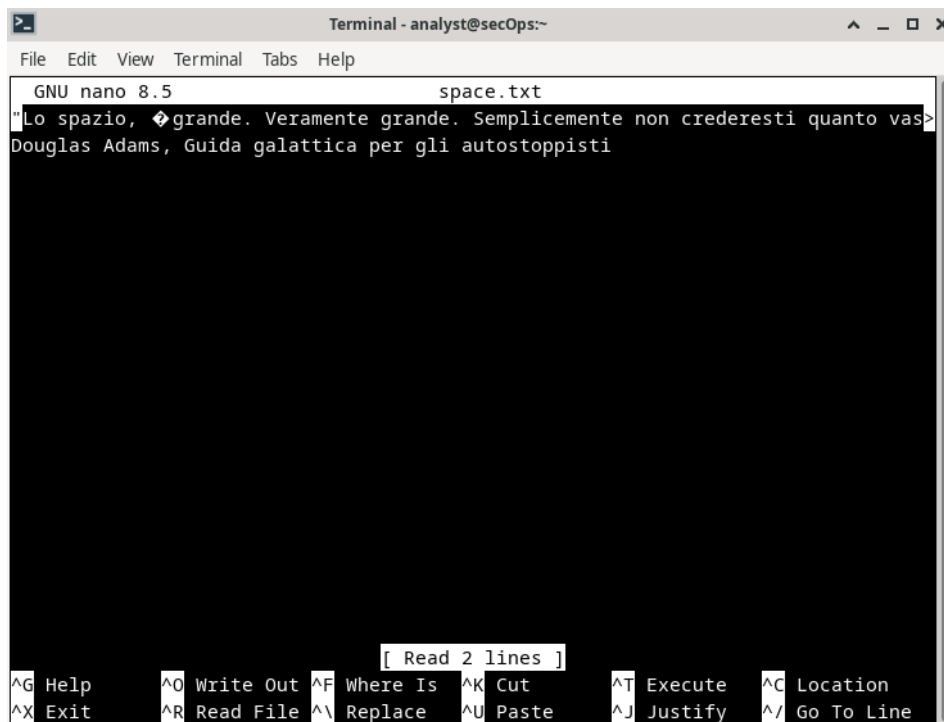 Terminal - analyst@secOps:~
File Edit View Terminal Tabs Help
GNU nano 8.5 space.txt
"Lo spazio, �grande. Veramente grande. Semplicemente non crederesti quanto vas>
Douglas Adams, Guida galattica per gli autostoppisti
[ Read 2 lines ]
^G Help ^O Write Out ^F Where Is ^K Cut ^T Execute ^C Location
^X Exit ^R Read File ^\ Replace ^U Paste ^J Justify ^/ Go To Line